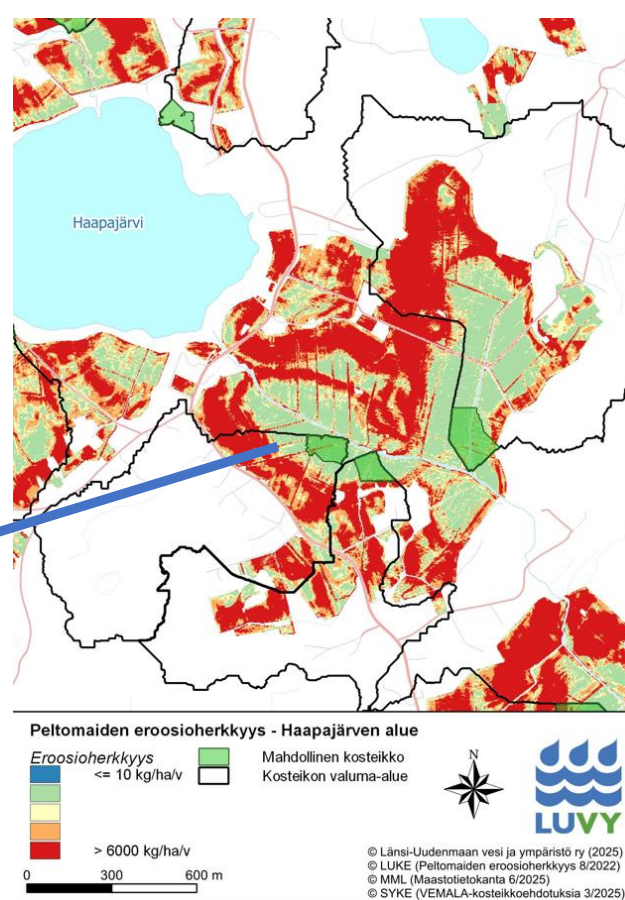 Haapajärvi
Peltomaiden eroosioherkkyys - Haapajärven alue
Eroosioherkkyys
<= 10 kg/ha/v
> 6000 kg/ha/v
Mahdollinen kosteikko
Kosteikon valuma-alue
0 300 600 m
N
LUVY
© Länsi-Uudenmaan vesi ja ympäristö ry (2025)
© LUKE (Peltomaiden eroosioherkkyys 8/2022)
© MML (Maastotietokanta 6/2025)
© SYKE (VEMALA-kosteikkoehdotuksia 3/2025)